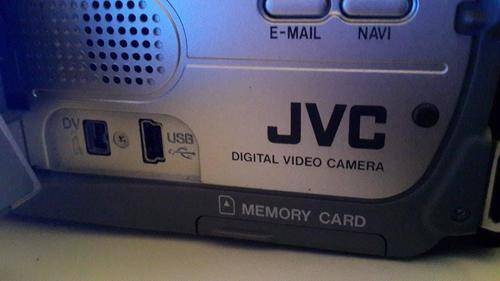 E-MAIL NAVI
DV USB
JVC
DIGITAL VIDEO CAMERA
MEMORY CARD